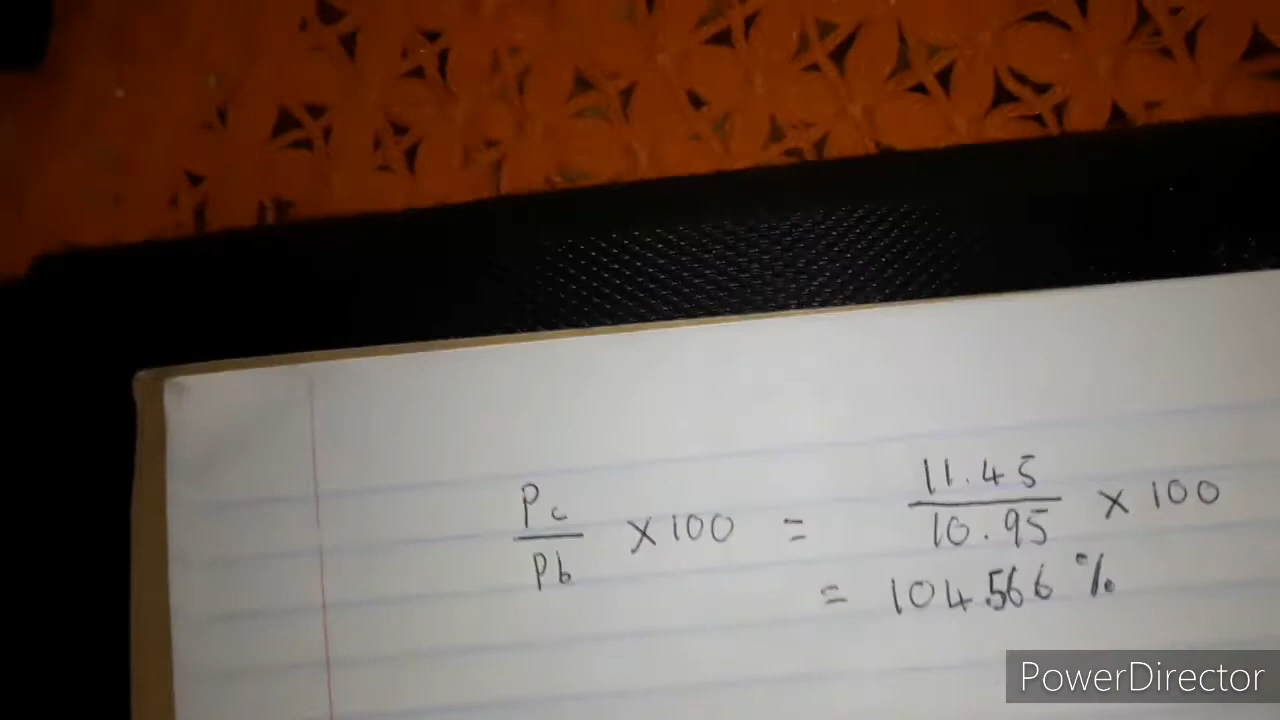 Pc/Pb × 100 = 11.45/10.95 × 100
= 104.566 %
PowerDirector